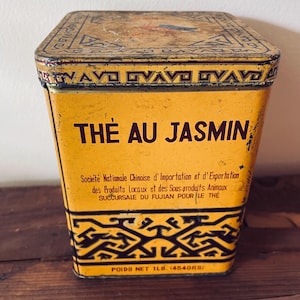 THÉ AU JASMIN
Société Nationale Chinoise d'Importation et d'Exportation
des Produits Locaux et des Sous-produits Animaux
SUCCURSALE DU FUJIAN POUR LE THÉ
POIDS NET 1LB. (454GRS)